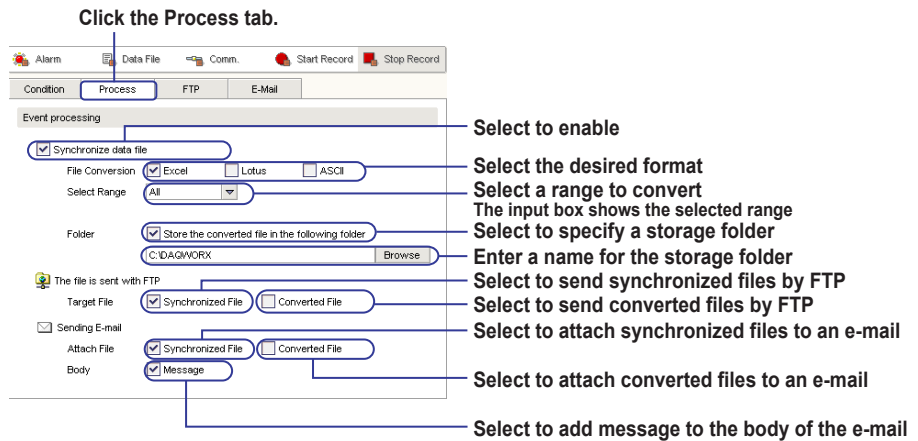 Click the Process tab.
Alarm Data File Comm. Start Record Stop Record
Condition Process FTP E-Mail
Event processing
Select to enable
Synchronize data file
File Conversion Excel Lotus ASCII
Select the desired format
Select Range All
Select a range to convert
The input box shows the selected range
Folder Store the converted file in the following folder
Select to specify a storage folder
C:\DAQWORX Browse
Enter a name for the storage folder
The file is sent with FTP
Select to send synchronized files by FTP
Target File Synchronized File Converted File
Select to send converted files by FTP
Sending E-mail
Select to attach synchronized files to an e-mail
Attach File Synchronized File Converted File
Body Message
Select to attach converted files to an e-mail
Select to add message to the body of the e-mail